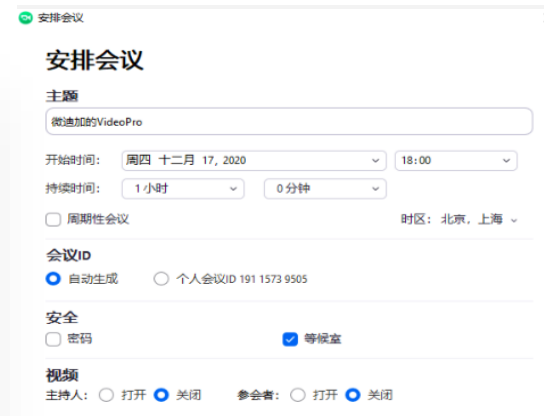 安排会议
安排会议
主题
微迪加的VideoPro
开始时间: 周四 十二月 17, 2020 18:00
持续时间: 1小时 0分钟
周期性会议 时区: 北京, 上海
会议ID
自动生成 个人会议ID 191 1573 9505
安全
密码 等候室
视频
主持人: 打开 关闭 参会者: 打开 关闭